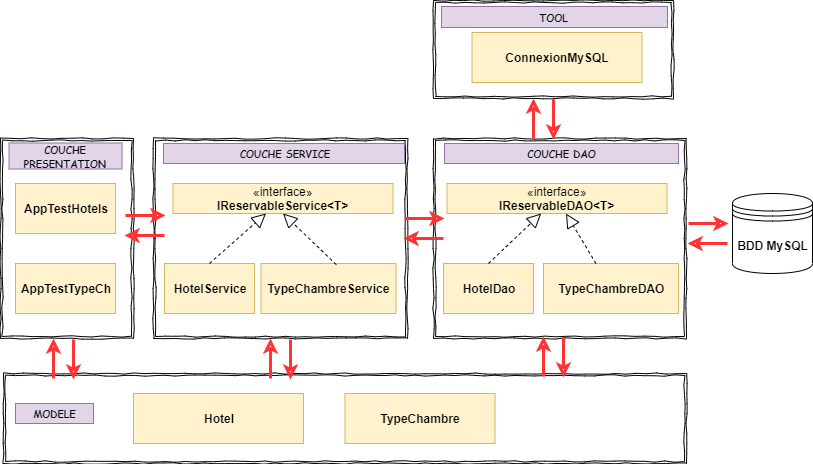 TOOL
ConnexionMySQL
COUCHE
PRESENTATION
AppTestHotels
AppTestTypeCh
COUCHE SERVICE
«interface»
IReservableService<T>
HotelService
TypeChambreService
COUCHE DAO
«interface»
IReservableDAO<T>
HotelDao
TypeChambreDAO
BDD MySQL
MODELE
Hotel
TypeChambre